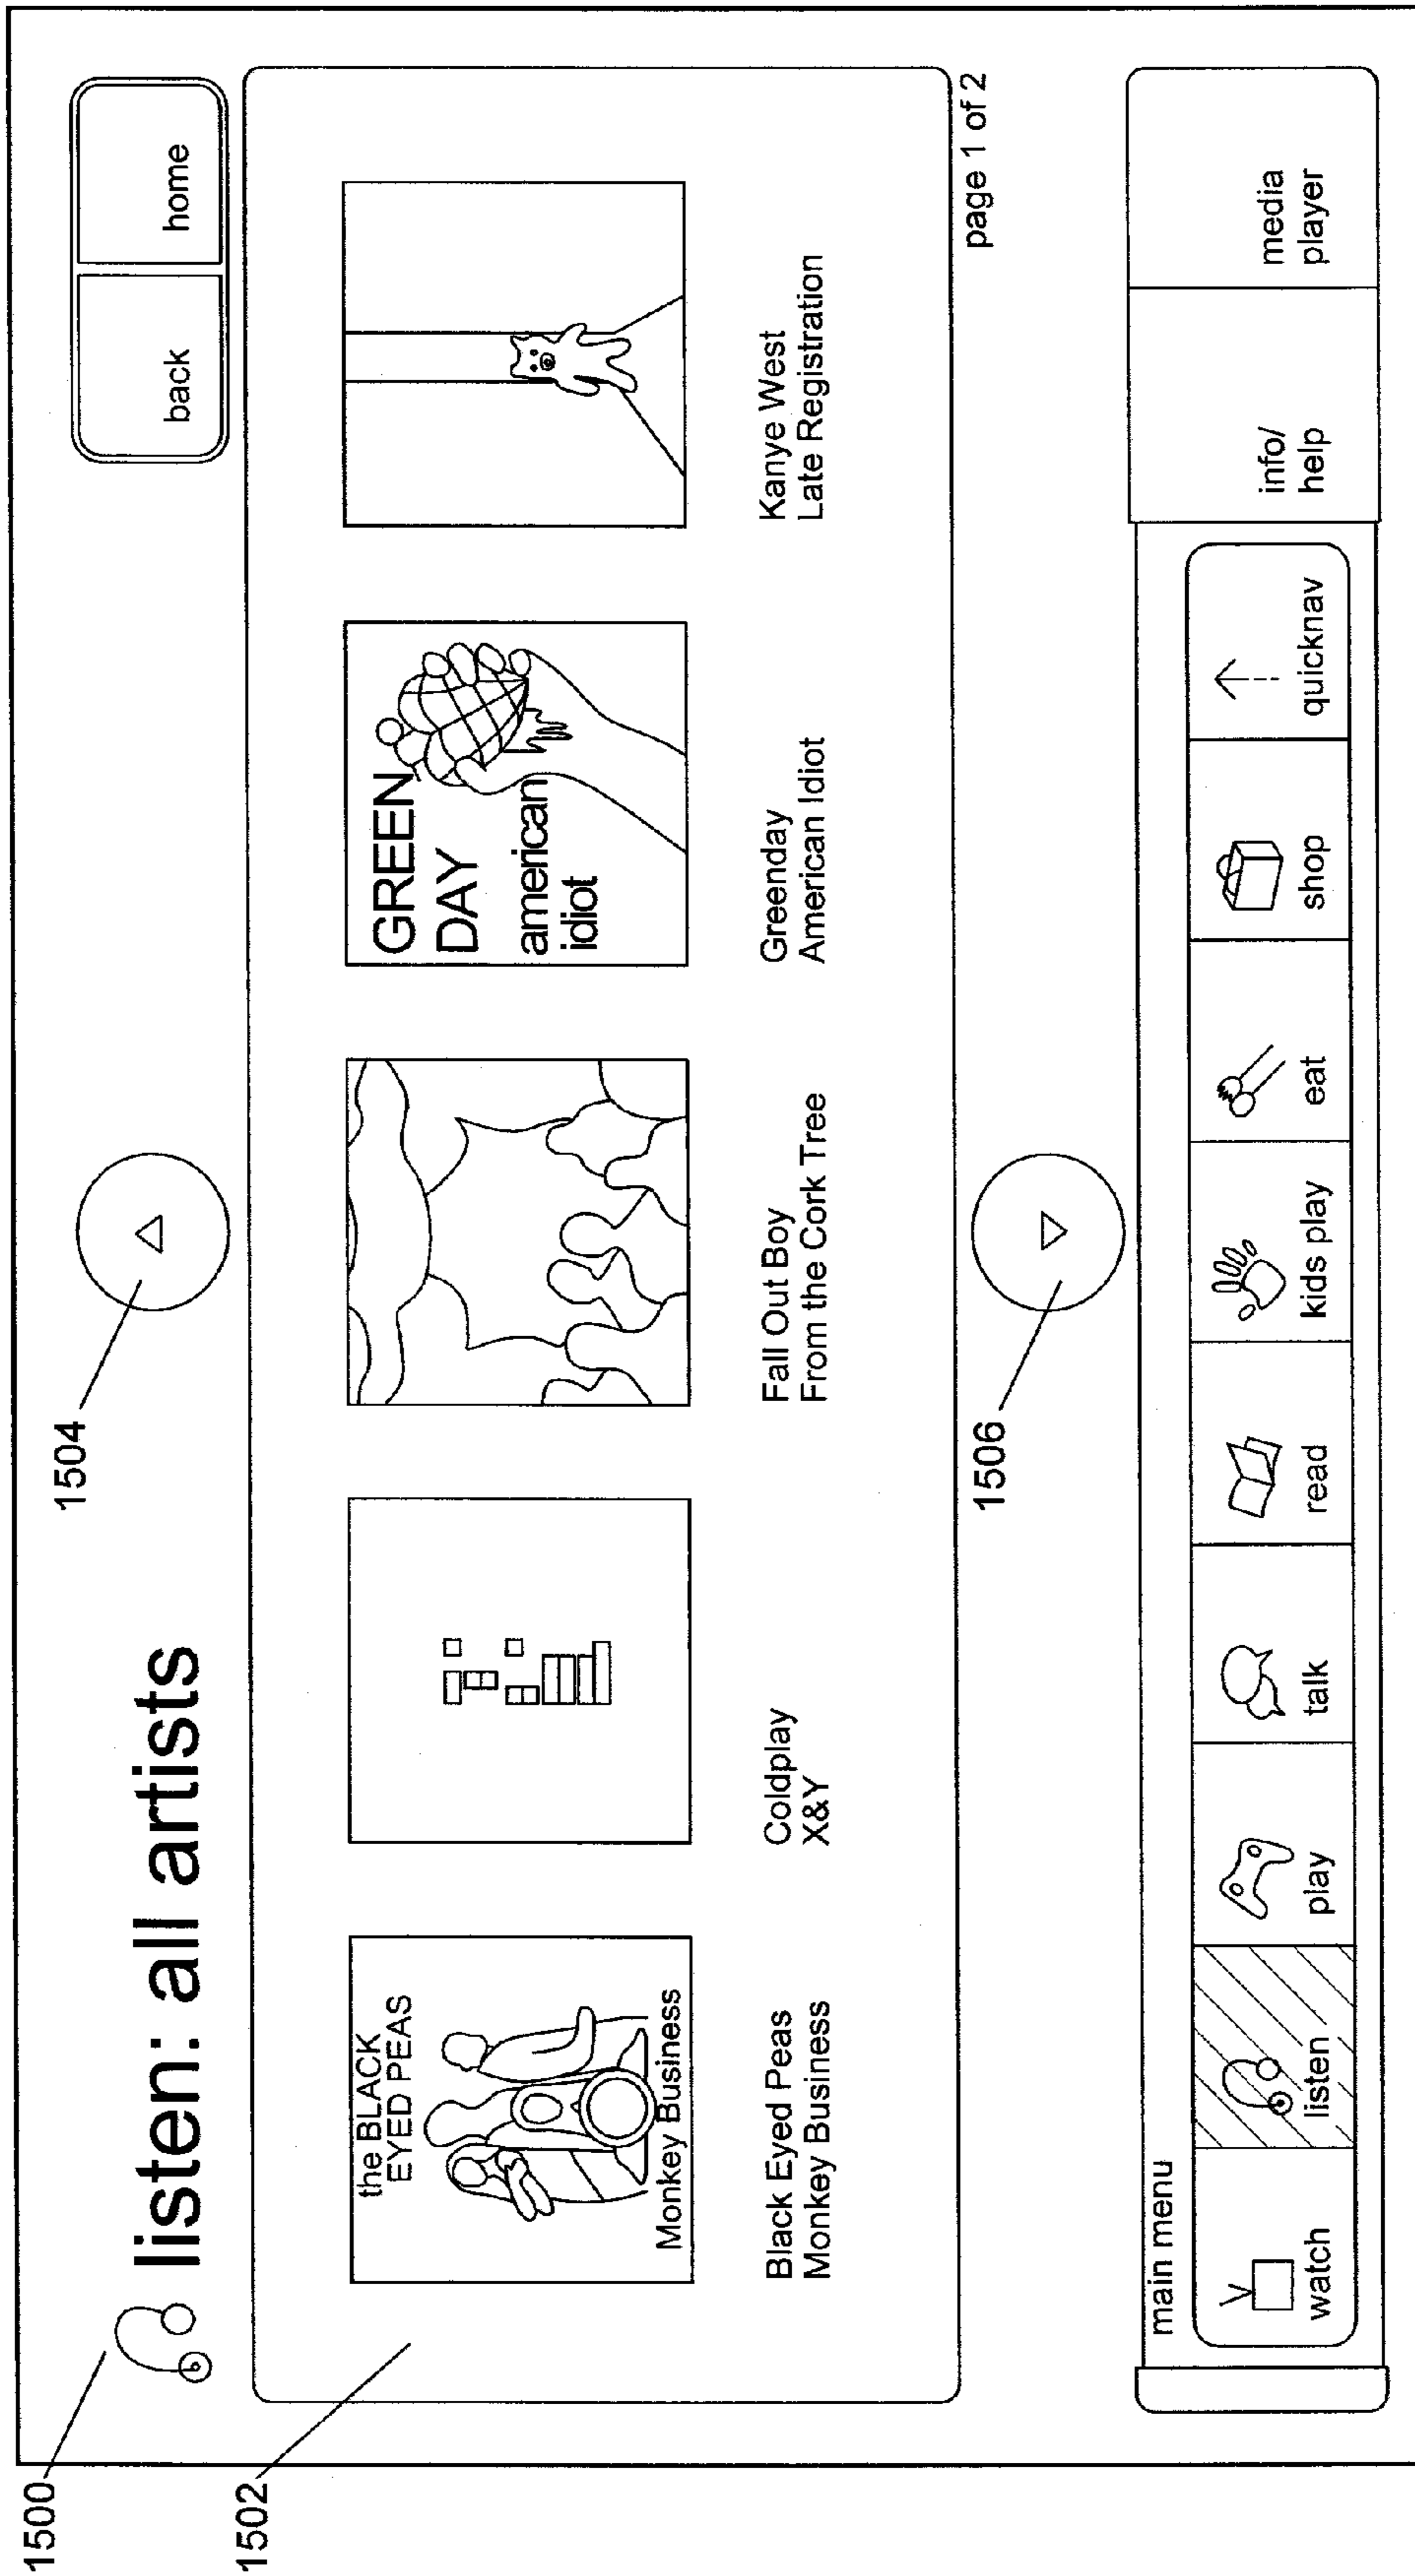 1500
listen: all artists
1504
back
home
1502
the BLACK
EYED PEAS
Monkey Business
Black Eyed Peas
Monkey Business
Coldplay
X&Y
Fall Out Boy
From the Cork Tree
GREEN
DAY
american
idiot
Greenday
American Idiot
Kanye West
Late Registration
page 1 of 2
1506
main menu
watch
listen
play
talk
read
kids play
eat
shop
quicknav
info/
help
media
player